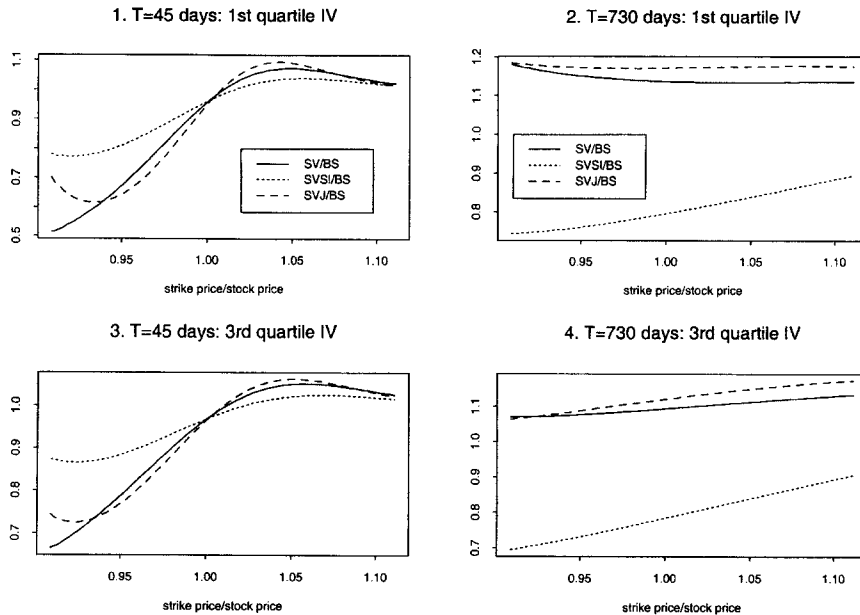 1. T=45 days: 1st quartile IV
1.1
0.9
0.7
0.5
SV/BS
SVSI/BS
SVJ/BS
0.95
1.00
1.05
1.10
strike price/stock price
2. T=730 days: 1st quartile IV
1.2
1.1
1.0
0.9
0.8
SV/BS
SVSI/BS
SVJ/BS
0.95
1.00
1.05
1.10
strike price/stock price
3. T=45 days: 3rd quartile IV
1.0
0.9
0.8
0.7
0.95
1.00
1.05
1.10
strike price/stock price
4. T=730 days: 3rd quartile IV
1.1
1.0
0.9
0.8
0.7
0.95
1.00
1.05
1.10
strike price/stock price